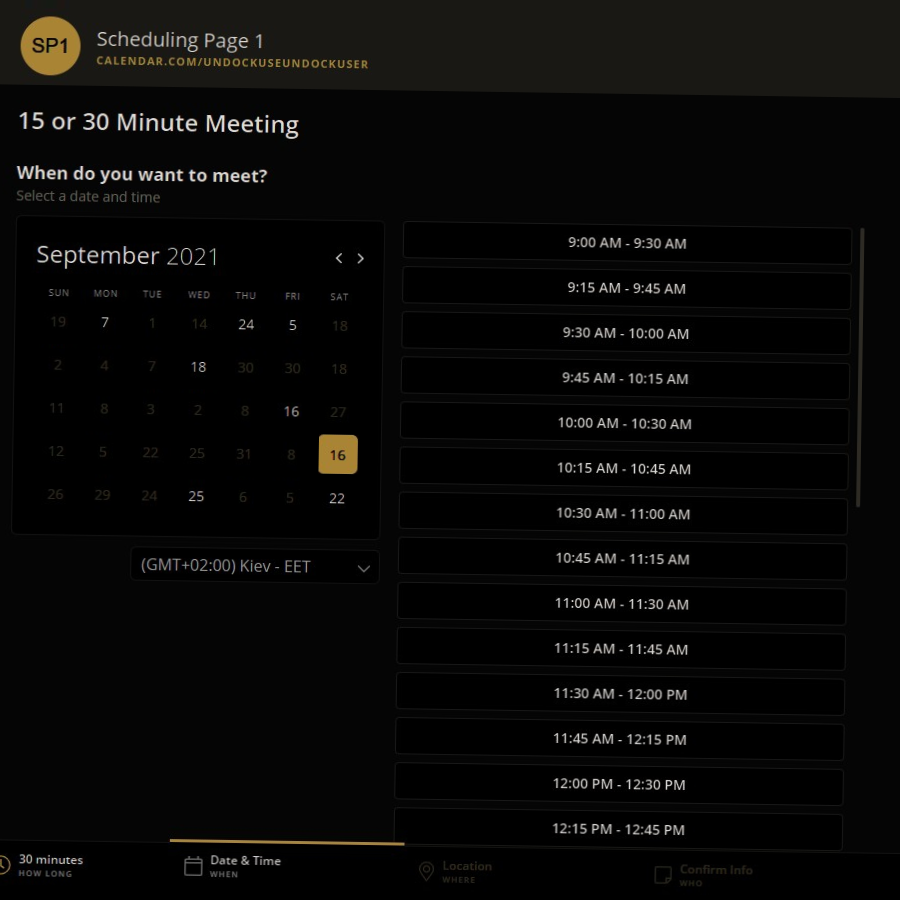 SP1
Scheduling Page 1
CALENDAR.COM/UNDOCKUSEUNDOCKUSER
15 or 30 Minute Meeting
When do you want to meet?
Select a date and time
September 2021
SUN MON TUE WED THU FRI SAT
19 7 1 14 24 5 18
2 4 7 18 30 30 18
11 8 3 2 8 16 27
12 5 22 25 31 8 16
26 29 24 25 6 5 22
(GMT+02:00) Kiev - EET
9:00 AM - 9:30 AM
9:15 AM - 9:45 AM
9:30 AM - 10:00 AM
9:45 AM - 10:15 AM
10:00 AM - 10:30 AM
10:15 AM - 10:45 AM
10:30 AM - 11:00 AM
10:45 AM - 11:15 AM
11:00 AM - 11:30 AM
11:15 AM - 11:45 AM
11:30 AM - 12:00 PM
11:45 AM - 12:15 PM
12:00 PM - 12:30 PM
12:15 PM - 12:45 PM
30 minutes
HOW LONG
Date & Time
WHEN
Location
WHERE
Confirm Info
WHO